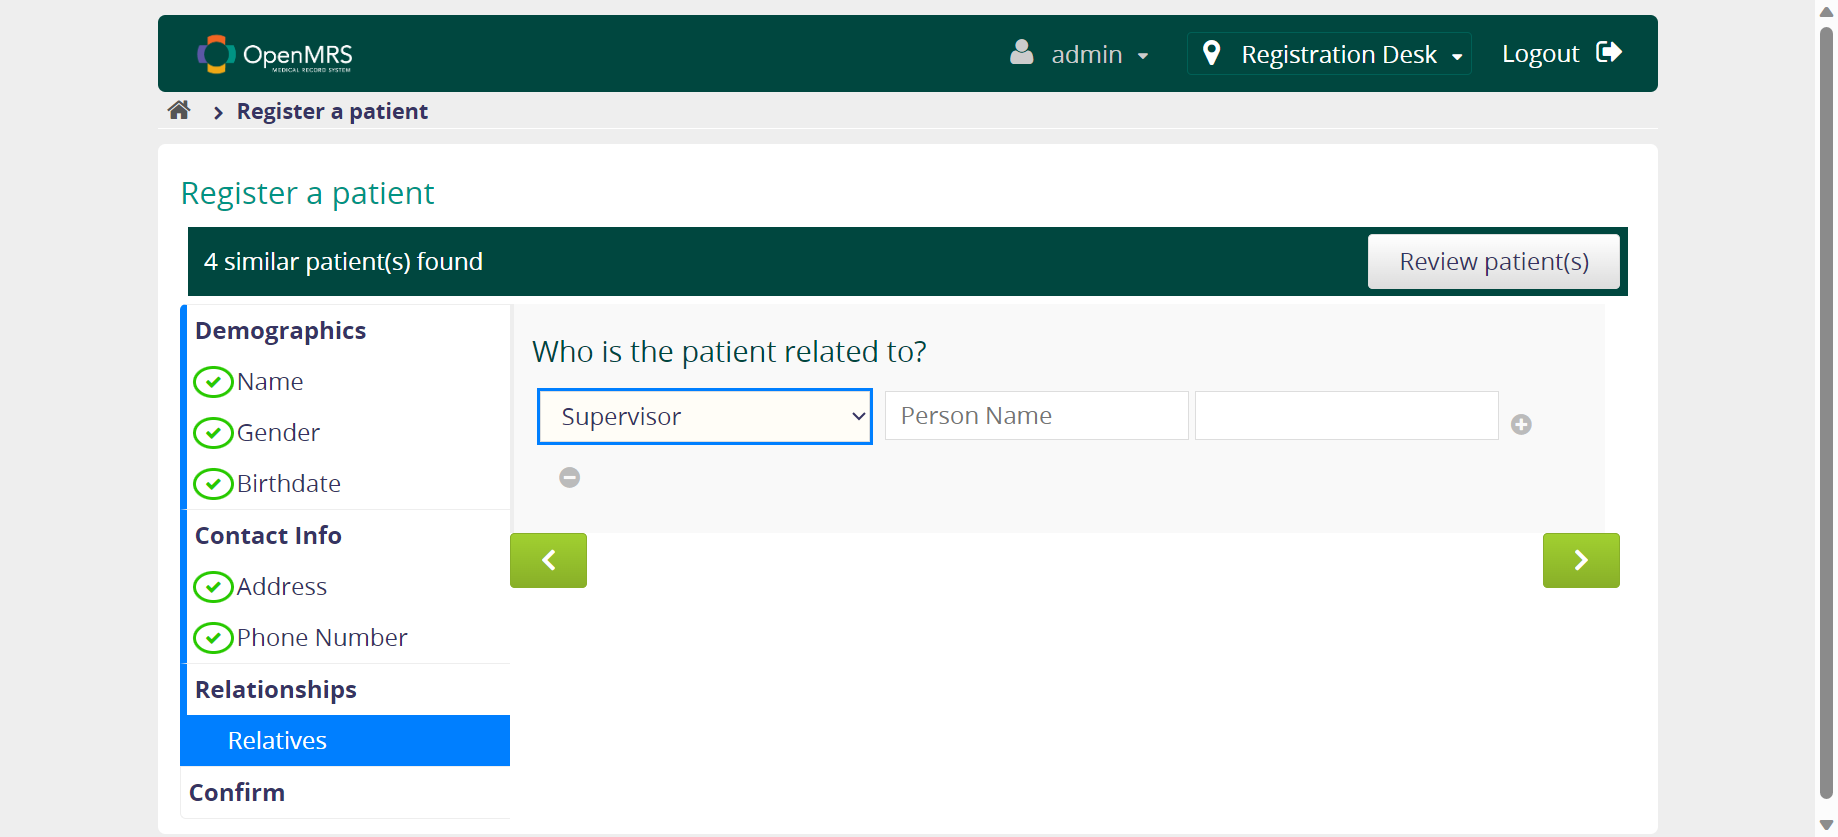 OpenMRS
MEDICAL RECORD SYSTEM
admin
Registration Desk
Logout
Register a patient
Register a patient
4 similar patient(s) found
Review patient(s)
Demographics
Name
Gender
Birthdate
Contact Info
Address
Phone Number
Relationships
Relatives
Confirm
Who is the patient related to?
Supervisor
Person Name